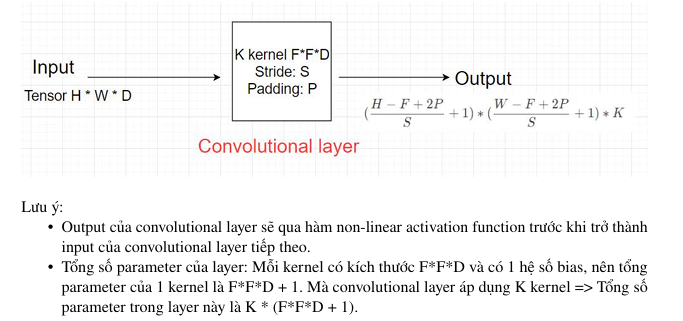 K kernel F*F*D
Stride: S
Padding: P
Input
Tensor H * W * D
Output
(\frac{H - F + 2P}{S} + 1) * (\frac{W - F + 2P}{S} + 1) * K
Convolutional layer
Lưu ý:
• Output của convolutional layer sẽ qua hàm non-linear activation function trước khi trở thành
input của convolutional layer tiếp theo.
• Tổng số parameter của layer: Mỗi kernel có kích thước F*F*D và có 1 hệ số bias, nên tổng
parameter của 1 kernel là F*F*D + 1. Mà convolutional layer áp dụng K kernel => Tổng số
parameter trong layer này là K * (F*F*D + 1).